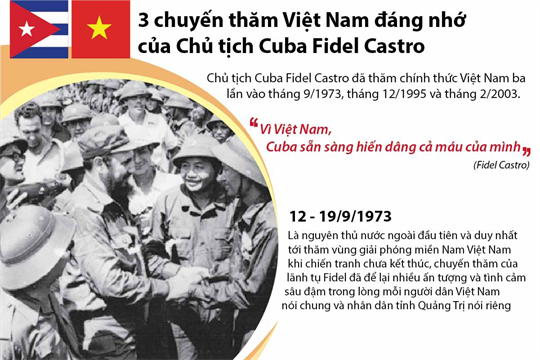 3 chuyến thăm Việt Nam đáng nhớ
của Chủ tịch Cuba Fidel Castro
Chủ tịch Cuba Fidel Castro đã thăm chính thức Việt Nam ba
lần vào tháng 9/1973, tháng 12/1995 và tháng 2/2003.
“Vì Việt Nam,
Cuba sẵn sàng hiến dâng cả máu của mình„
(Fidel Castro)
12 - 19/9/1973
Là nguyên thủ nước ngoài đầu tiên và duy nhất
tới thăm vùng giải phóng miền Nam Việt Nam
khi chiến tranh chưa kết thúc, chuyến thăm của
lãnh tụ Fidel đã để lại nhiều ấn tượng và tình cảm
sâu đậm trong lòng mỗi người dân Việt Nam
nói chung và nhân dân tỉnh Quảng Trị nói riêng